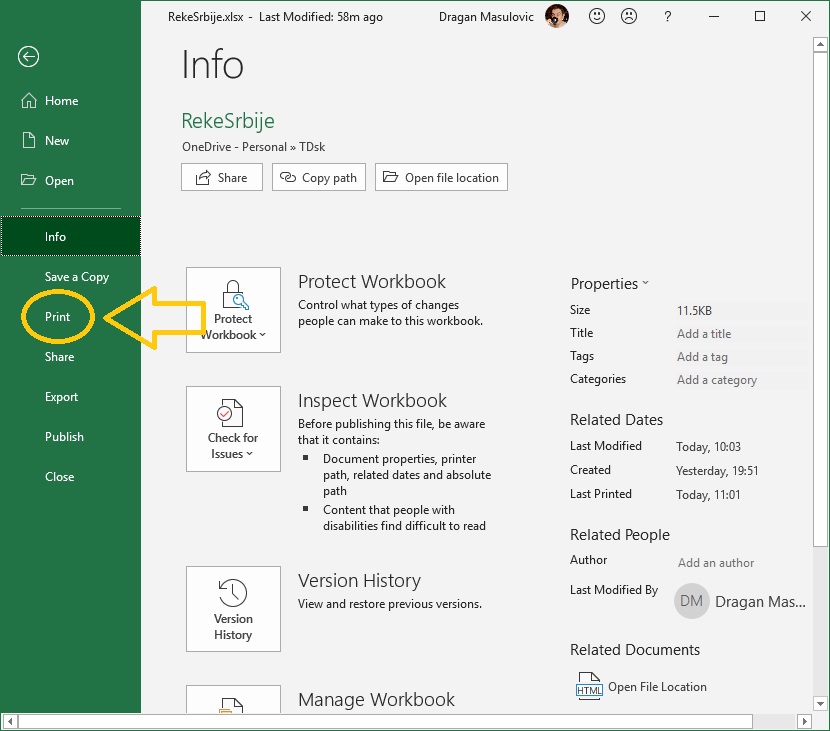 RekeSrbije.xlsx - Last Modified: 58m ago
Dragan Masulovic
?
Info
Home
New
Open
Info
Save a Copy
Print
Share
Export
Publish
Close
RekeSrbije
OneDrive - Personal » TDsk
Share
Copy path
Open file location
Protect
Workbook
Protect Workbook
Control what types of changes
people can make to this workbook.
Check for
Issues
Inspect Workbook
Before publishing this file, be aware
that it contains:
Document properties, printer
path, related dates and absolute
path
Content that people with
disabilities find difficult to read
Version
History
Version History
View and restore previous versions.
Manage Workbook
Properties
Size 11.5KB
Title Add a title
Tags Add a tag
Categories Add a category
Related Dates
Last Modified Today, 10:03
Created Yesterday, 19:51
Last Printed Today, 11:01
Related People
Author Add an author
Last Modified By DM Dragan Mas...
Related Documents
HTML Open File Location